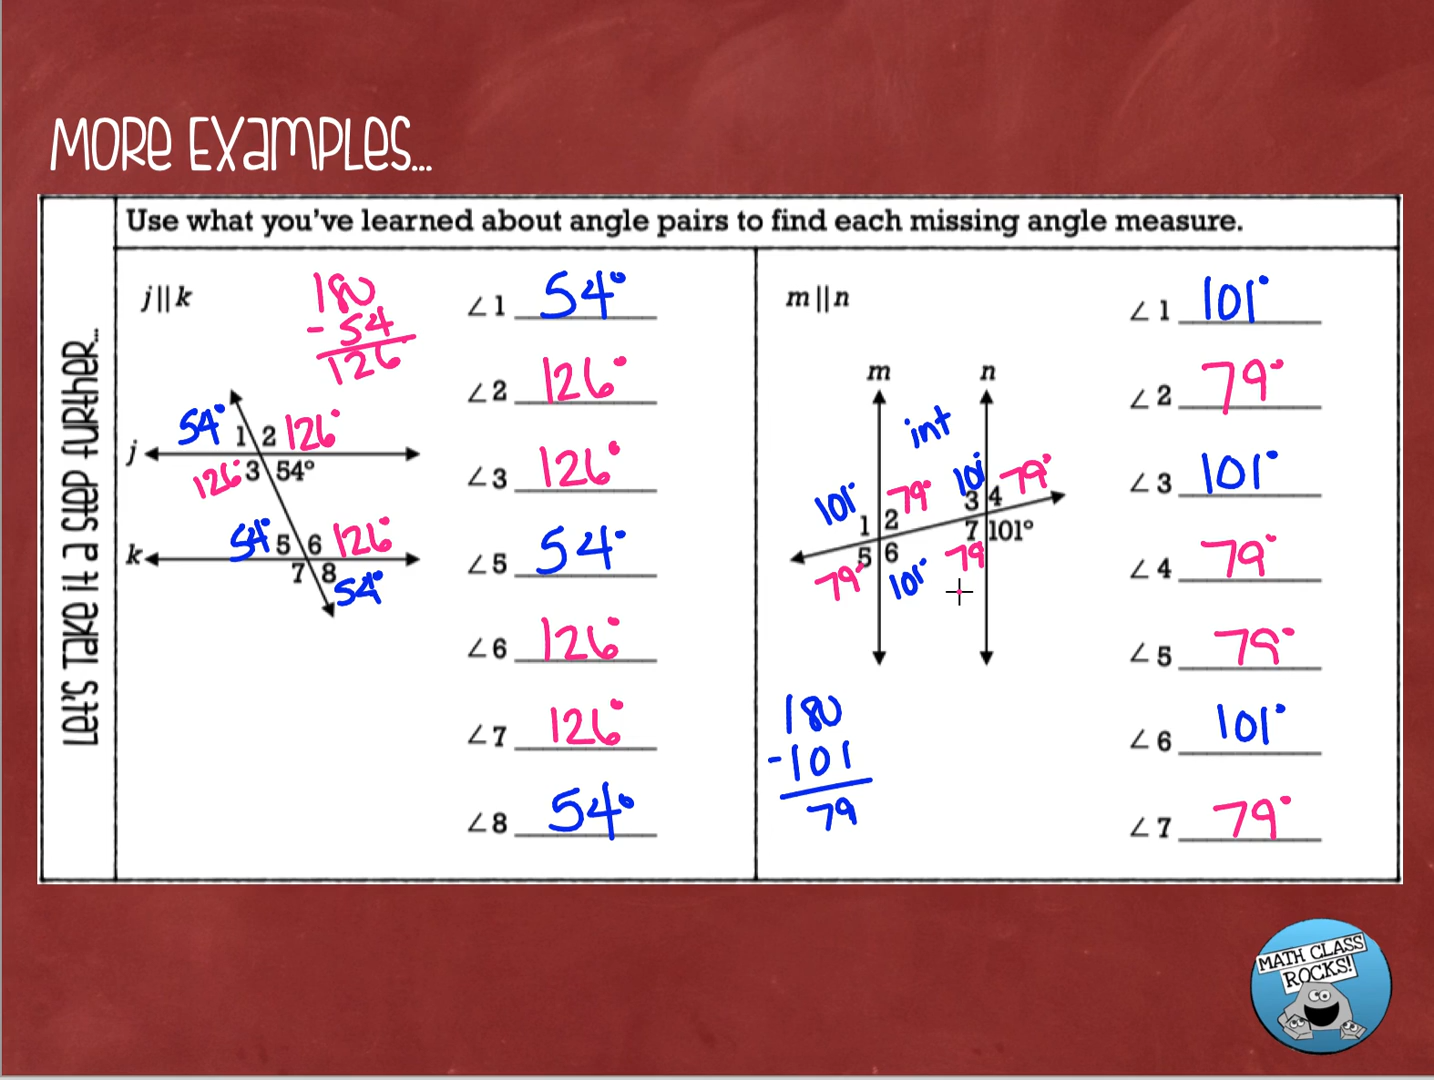 MORE EXAMPLES...
Let's Take it a step further...
Use what you've learned about angle pairs to find each missing angle measure.
j || k
180
- 54
126
54° 1 2 126°
j
126° 3 54°
54° 5 6 126°
k
7 8 54°
∠1 54°
∠2 126°
∠3 126°
∠5 54°
∠6 126°
∠7 126°
∠8 54°
m || n
m n
int
101° 3 4 79°
101° 1 2 79°
7 101°
5 6 79
79° 101°
180
-101
79
∠1 101°
∠2 79°
∠3 101°
∠4 79°
∠5 79°
∠6 101°
∠7 79°
MATH CLASS
ROCKS!